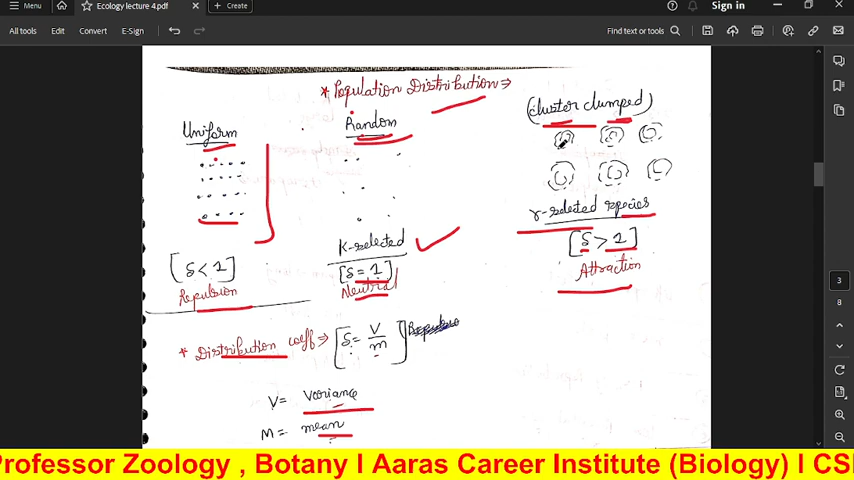 Menu
Ecology lecture 4.pdf
Create
Sign in
All tools
Edit
Convert
E-Sign
Find text or tools
* Population Distribution ⇒
Uniform
Random
(cluster clumped)
r-selected species
K-selected
[S < 1]
[S = 1]
[S > 1]
Repulsion
Neutral
Attraction
* Distribution coeff ⇒ [S = V/m]
V = Variance
M = mean
3
8
Professor Zoology , Botany I Aaras Career Institute (Biology) I CSI